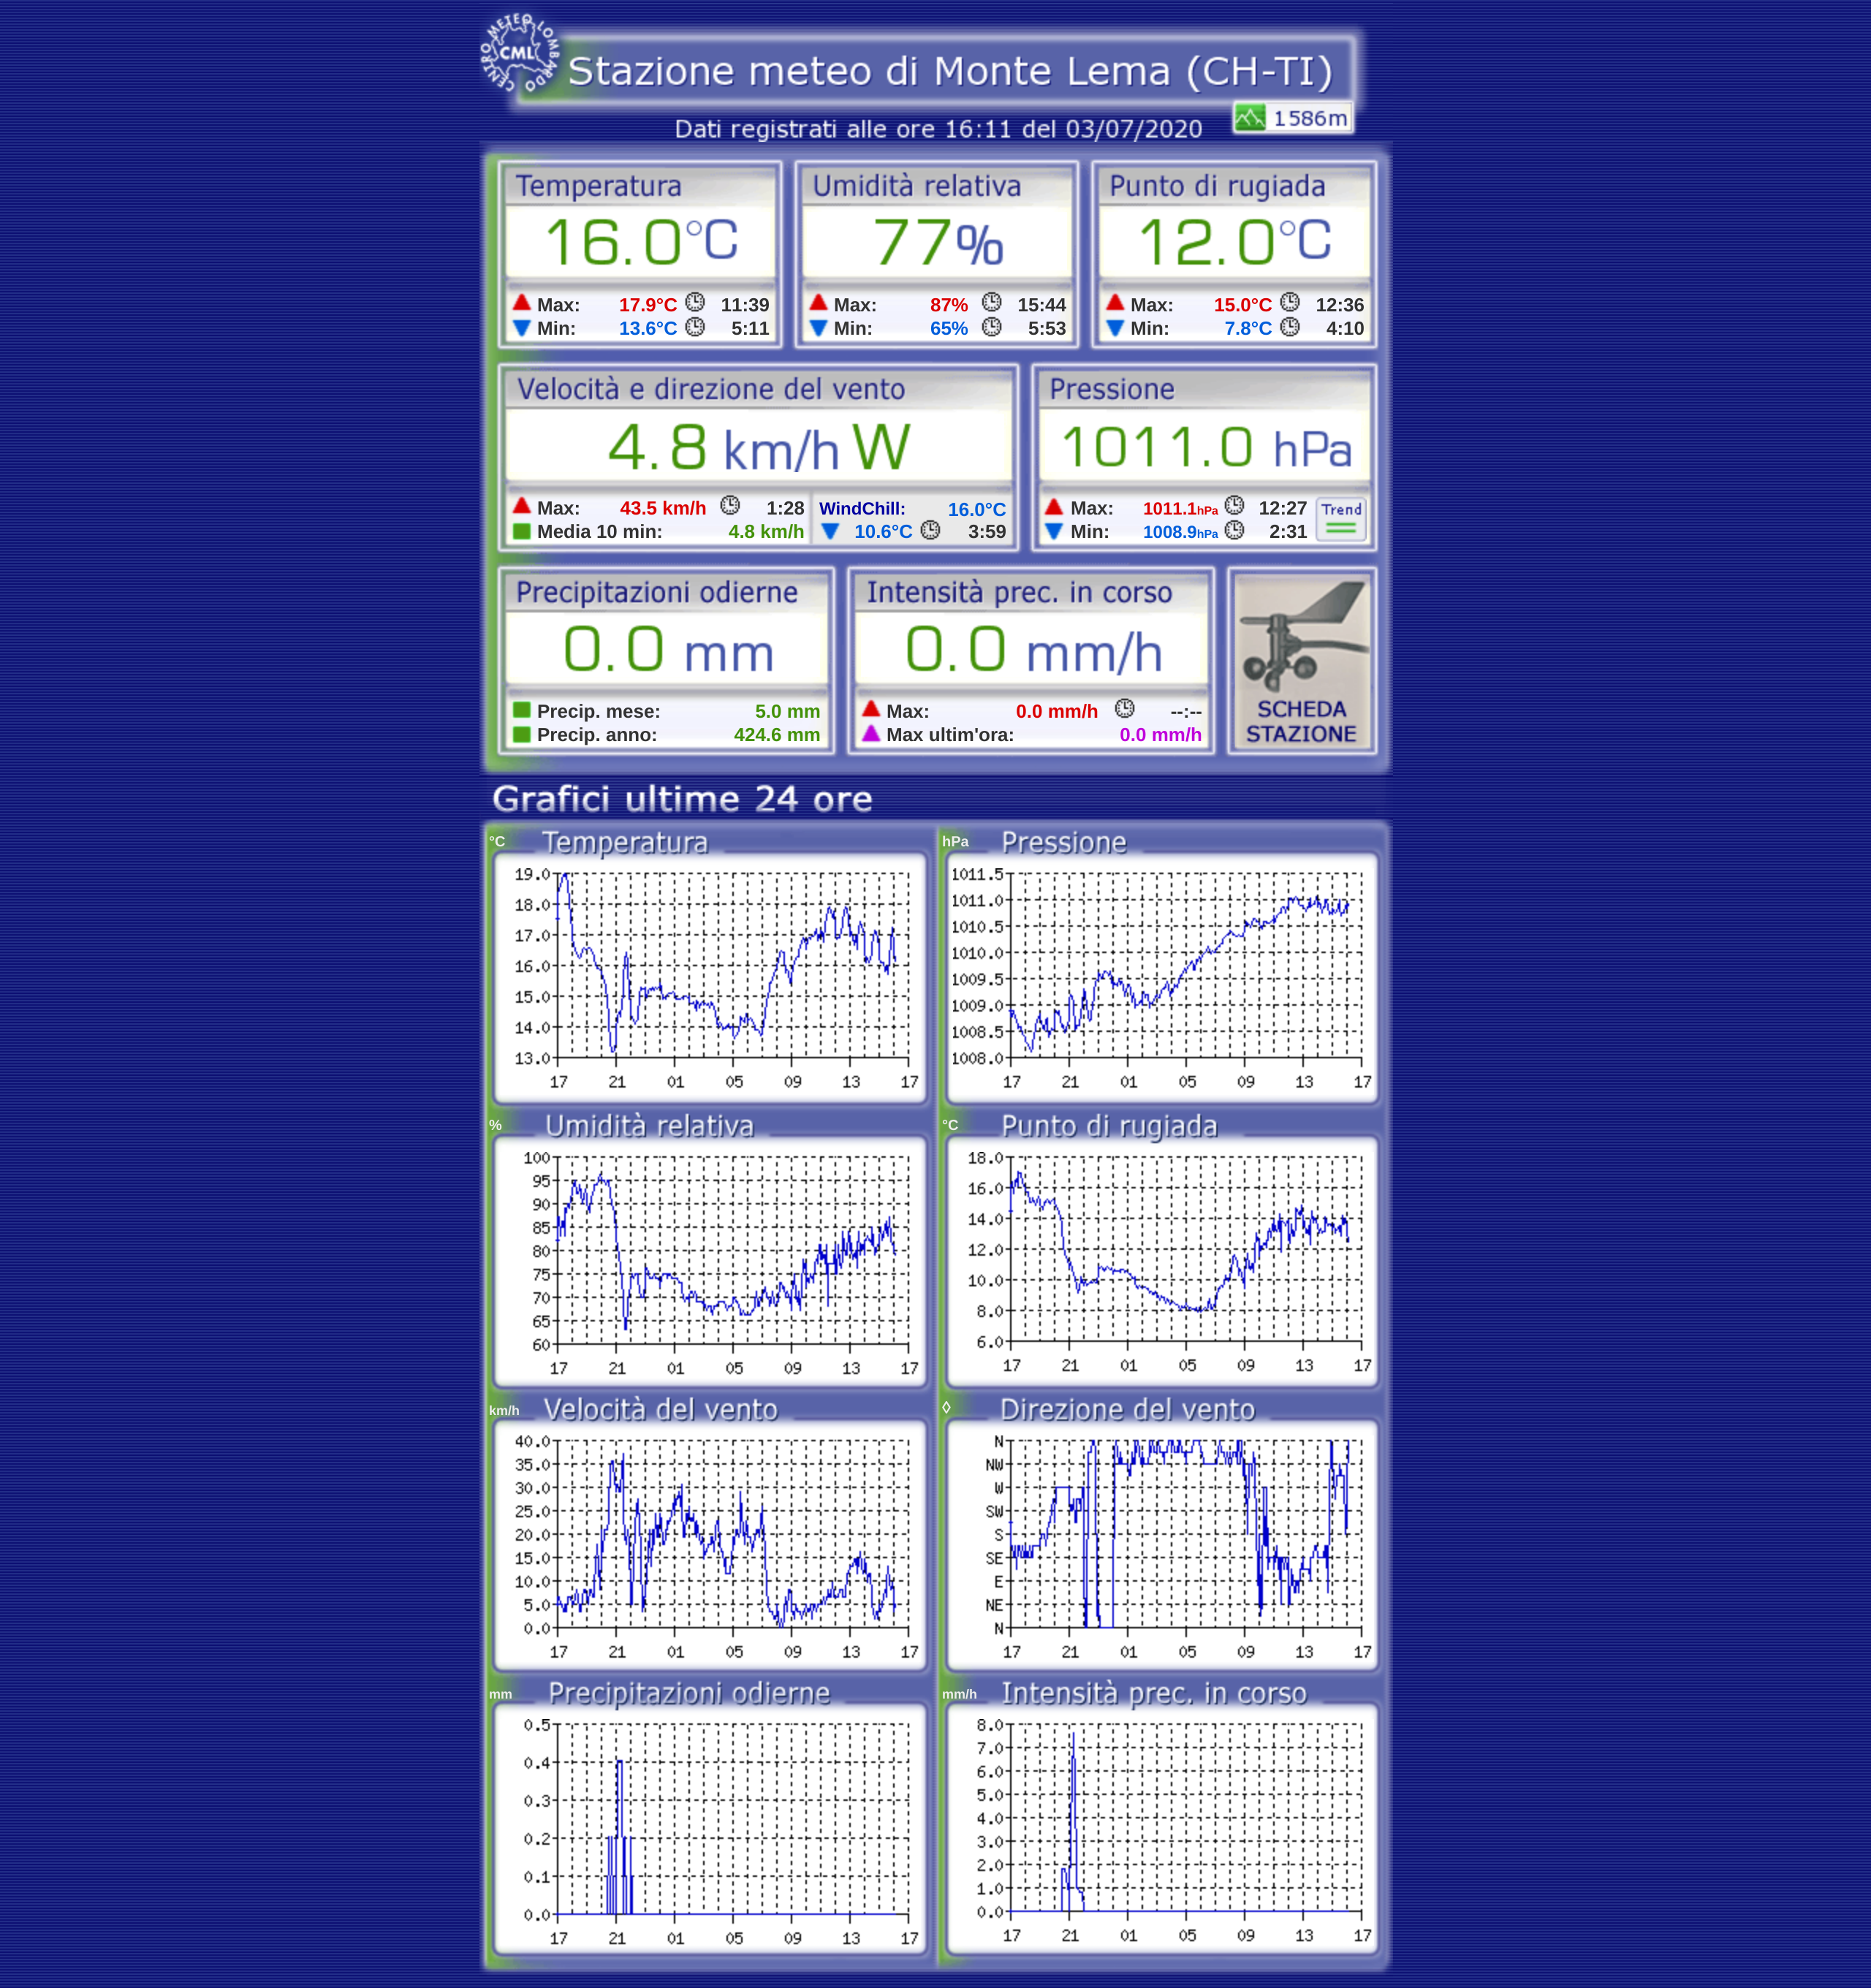 CENTRO METEO LOMBARDO
CML
Stazione meteo di Monte Lema (CH-TI)
1586m
Dati registrati alle ore 16:11 del 03/07/2020
Temperatura Umidità relativa Punto di rugiada
16.0°C 77% 12.0°C
Max: 17.9°C 11:39 Max: 87% 15:44 Max: 15.0°C 12:36
Min: 13.6°C 5:11 Min: 65% 5:53 Min: 7.8°C 4:10
Velocità e direzione del vento Pressione
4.8 km/h W 1011.0 hPa
Max: 43.5 km/h 1:28 WindChill: 16.0°C Max: 1011.1hPa 12:27 Trend
Media 10 min: 4.8 km/h 10.6°C 3:59 Min: 1008.9hPa 2:31
Precipitazioni odierne Intensità prec. in corso
0.0 mm 0.0 mm/h
Precip. mese: 5.0 mm Max: 0.0 mm/h --:-- SCHEDA
Precip. anno: 424.6 mm Max ultim'ora: 0.0 mm/h STAZIONE
Grafici ultime 24 ore
°C Temperatura
19.0
18.0
17.0
16.0
15.0
14.0
13.0
17 21 01 05 09 13 17
hPa Pressione
1011.5
1011.0
1010.5
1010.0
1009.5
1009.0
1008.5
1008.0
17 21 01 05 09 13 17
% Umidità relativa
100
95
90
85
80
75
70
65
60
17 21 01 05 09 13 17
°C Punto di rugiada
18.0
16.0
14.0
12.0
10.0
8.0
6.0
17 21 01 05 09 13 17
km/h Velocità del vento
40.0
35.0
30.0
25.0
20.0
15.0
10.0
5.0
0.0
17 21 01 05 09 13 17
◊ Direzione del vento
N
NW
W
SW
S
SE
E
NE
N
17 21 01 05 09 13 17
mm Precipitazioni odierne
0.5
0.4
0.3
0.2
0.1
0.0
17 21 01 05 09 13 17
mm/h Intensità prec. in corso
8.0
7.0
6.0
5.0
4.0
3.0
2.0
1.0
0.0
17 21 01 05 09 13 17